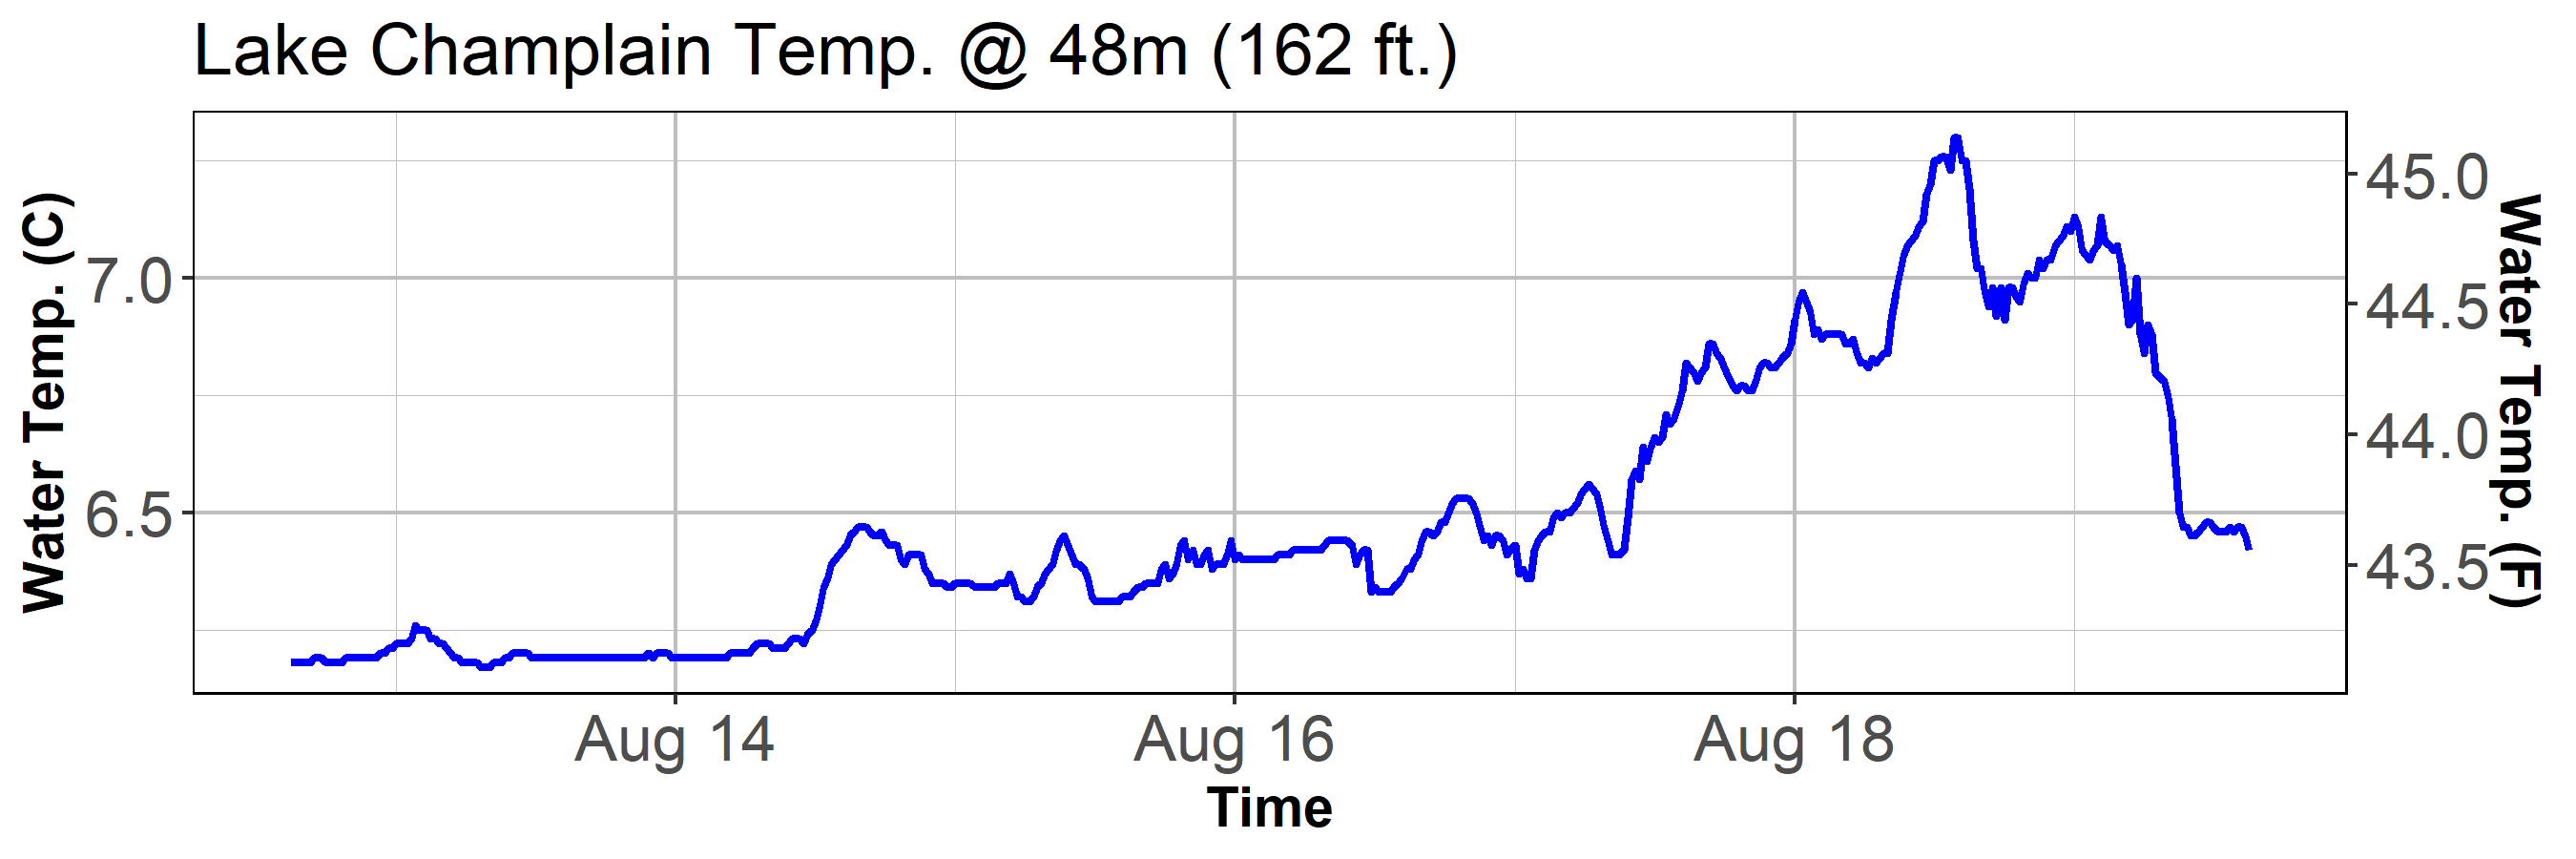 Lake Champlain Temp. @ 48m (162 ft.)
Water Temp. (C)
7.0
6.5
45.0
44.5
44.0
43.5
Water Temp. (F)
Aug 14 Aug 16 Aug 18
Time